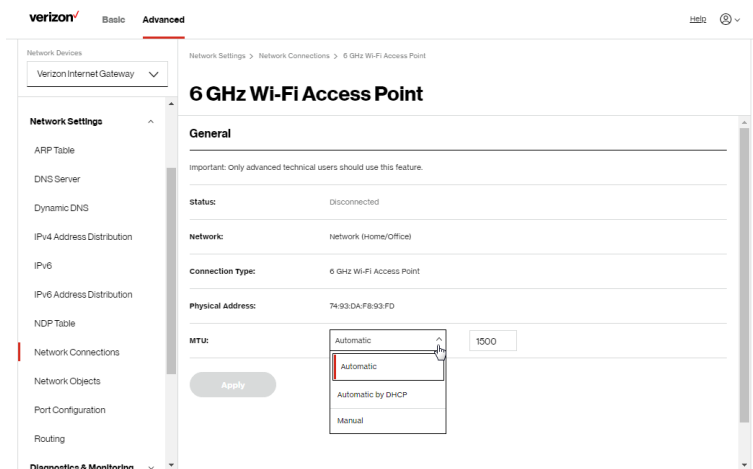 verizon
Basic
Advanced
Help
Network Devices
Verizon Internet Gateway
Network Settings
ARP Table
DNS Server
Dynamic DNS
IPv4 Address Distribution
IPv6
IPv6 Address Distribution
NDP Table
Network Connections
Network Objects
Port Configuration
Routing
Diagnostics & Monitoring
Network Settings > Network Connections > 6 GHz Wi-Fi Access Point
6 GHz Wi-Fi Access Point
General
Important: Only advanced technical users should use this feature.
Status: Disconnected
Network: Network (Home/Office)
Connection Type: 6 GHz Wi-Fi Access Point
Physical Address: 74:93:DA:F8:93:FD
MTU: Automatic 1500
Automatic
Automatic by DHCP
Manual
Apply